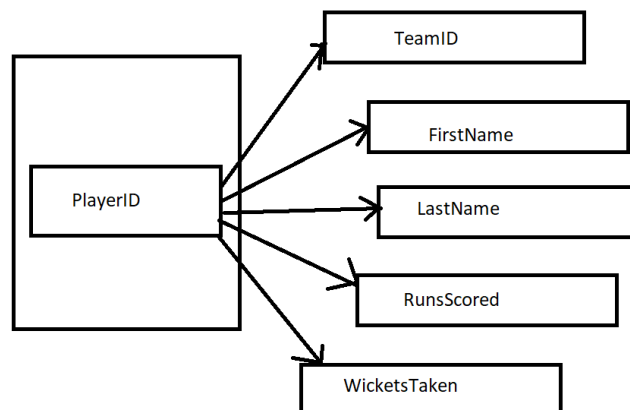 TeamID
FirstName
PlayerID
LastName
RunsScored
WicketsTaken